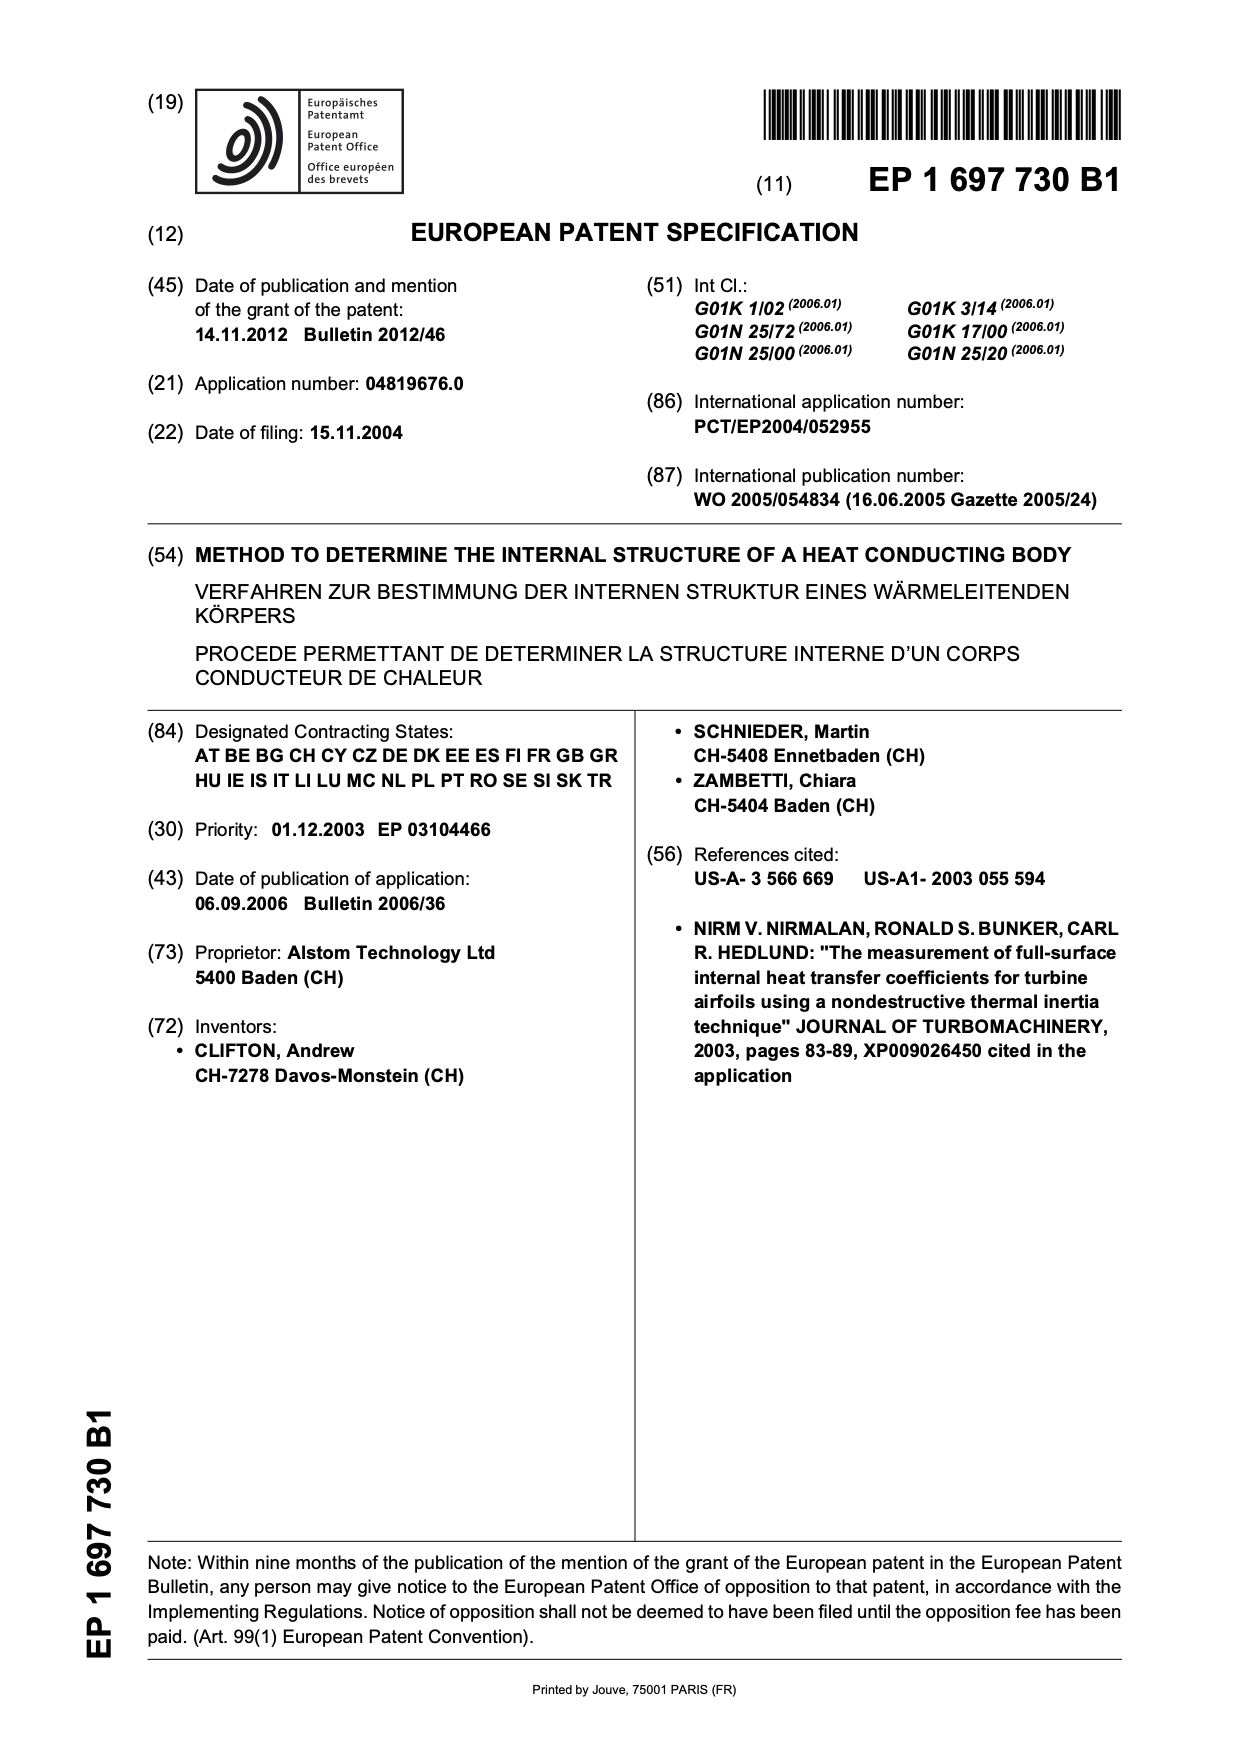 (19)
Europäisches
Patentamt
European
Patent Office
Office européen
des brevets
(11) EP 1 697 730 B1
(12) EUROPEAN PATENT SPECIFICATION
(45) Date of publication and mention
of the grant of the patent:
14.11.2012 Bulletin 2012/46
(21) Application number: 04819676.0
(22) Date of filing: 15.11.2004
(51) Int Cl.:
G01K 1/02 (2006.01) G01K 3/14 (2006.01)
G01N 25/72 (2006.01) G01K 17/00 (2006.01)
G01N 25/00 (2006.01) G01N 25/20 (2006.01)
(86) International application number:
PCT/EP2004/052955
(87) International publication number:
WO 2005/054834 (16.06.2005 Gazette 2005/24)
(54) METHOD TO DETERMINE THE INTERNAL STRUCTURE OF A HEAT CONDUCTING BODY
VERFAHREN ZUR BESTIMMUNG DER INTERNEN STRUKTUR EINES WÄRMELEITENDEN
KÖRPERS
PROCEDE PERMETTANT DE DETERMINER LA STRUCTURE INTERNE D'UN CORPS
CONDUCTEUR DE CHALEUR
(84) Designated Contracting States:
AT BE BG CH CY CZ DE DK EE ES FI FR GB GR
HU IE IS IT LI LU MC NL PL PT RO SE SI SK TR
(30) Priority: 01.12.2003 EP 03104466
(43) Date of publication of application:
06.09.2006 Bulletin 2006/36
(73) Proprietor: Alstom Technology Ltd
5400 Baden (CH)
(72) Inventors:
• CLIFTON, Andrew
CH-7278 Davos-Monstein (CH)
• SCHNIEDER, Martin
CH-5408 Ennetbaden (CH)
• ZAMBETTI, Chiara
CH-5404 Baden (CH)
(56) References cited:
US-A- 3 566 669 US-A1- 2003 055 594
• NIRM V. NIRMALAN, RONALD S. BUNKER, CARL
R. HEDLUND: "The measurement of full-surface
internal heat transfer coefficients for turbine
airfoils using a nondestructive thermal inertia
technique" JOURNAL OF TURBOMACHINERY,
2003, pages 83-89, XP009026450 cited in the
application
EP 1 697 730 B1
Note: Within nine months of the publication of the mention of the grant of the European patent in the European Patent
Bulletin, any person may give notice to the European Patent Office of opposition to that patent, in accordance with the
Implementing Regulations. Notice of opposition shall not be deemed to have been filed until the opposition fee has been
paid. (Art. 99(1) European Patent Convention).
Printed by Jouve, 75001 PARIS (FR)